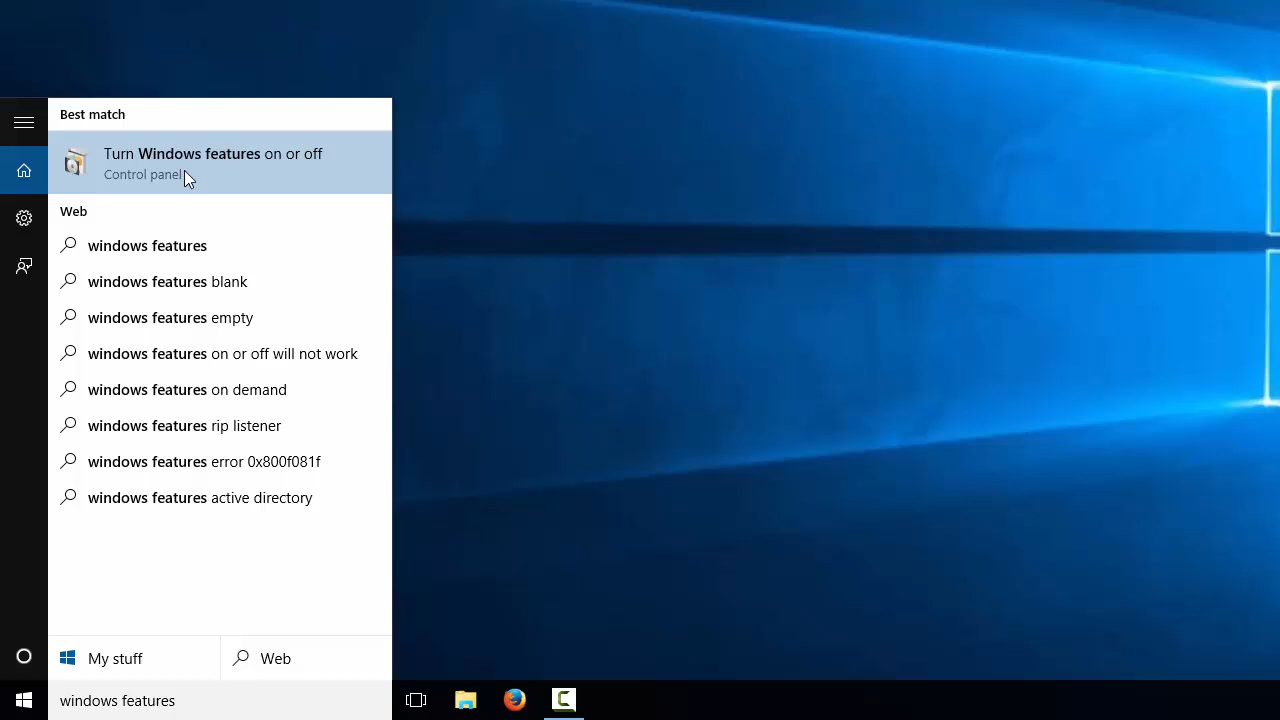 Best match
Turn Windows features on or off
Control panel
Web
windows features
windows features blank
windows features empty
windows features on or off will not work
windows features on demand
windows features rip listener
windows features error 0x800f081f
windows features active directory
My stuff
Web
windows features